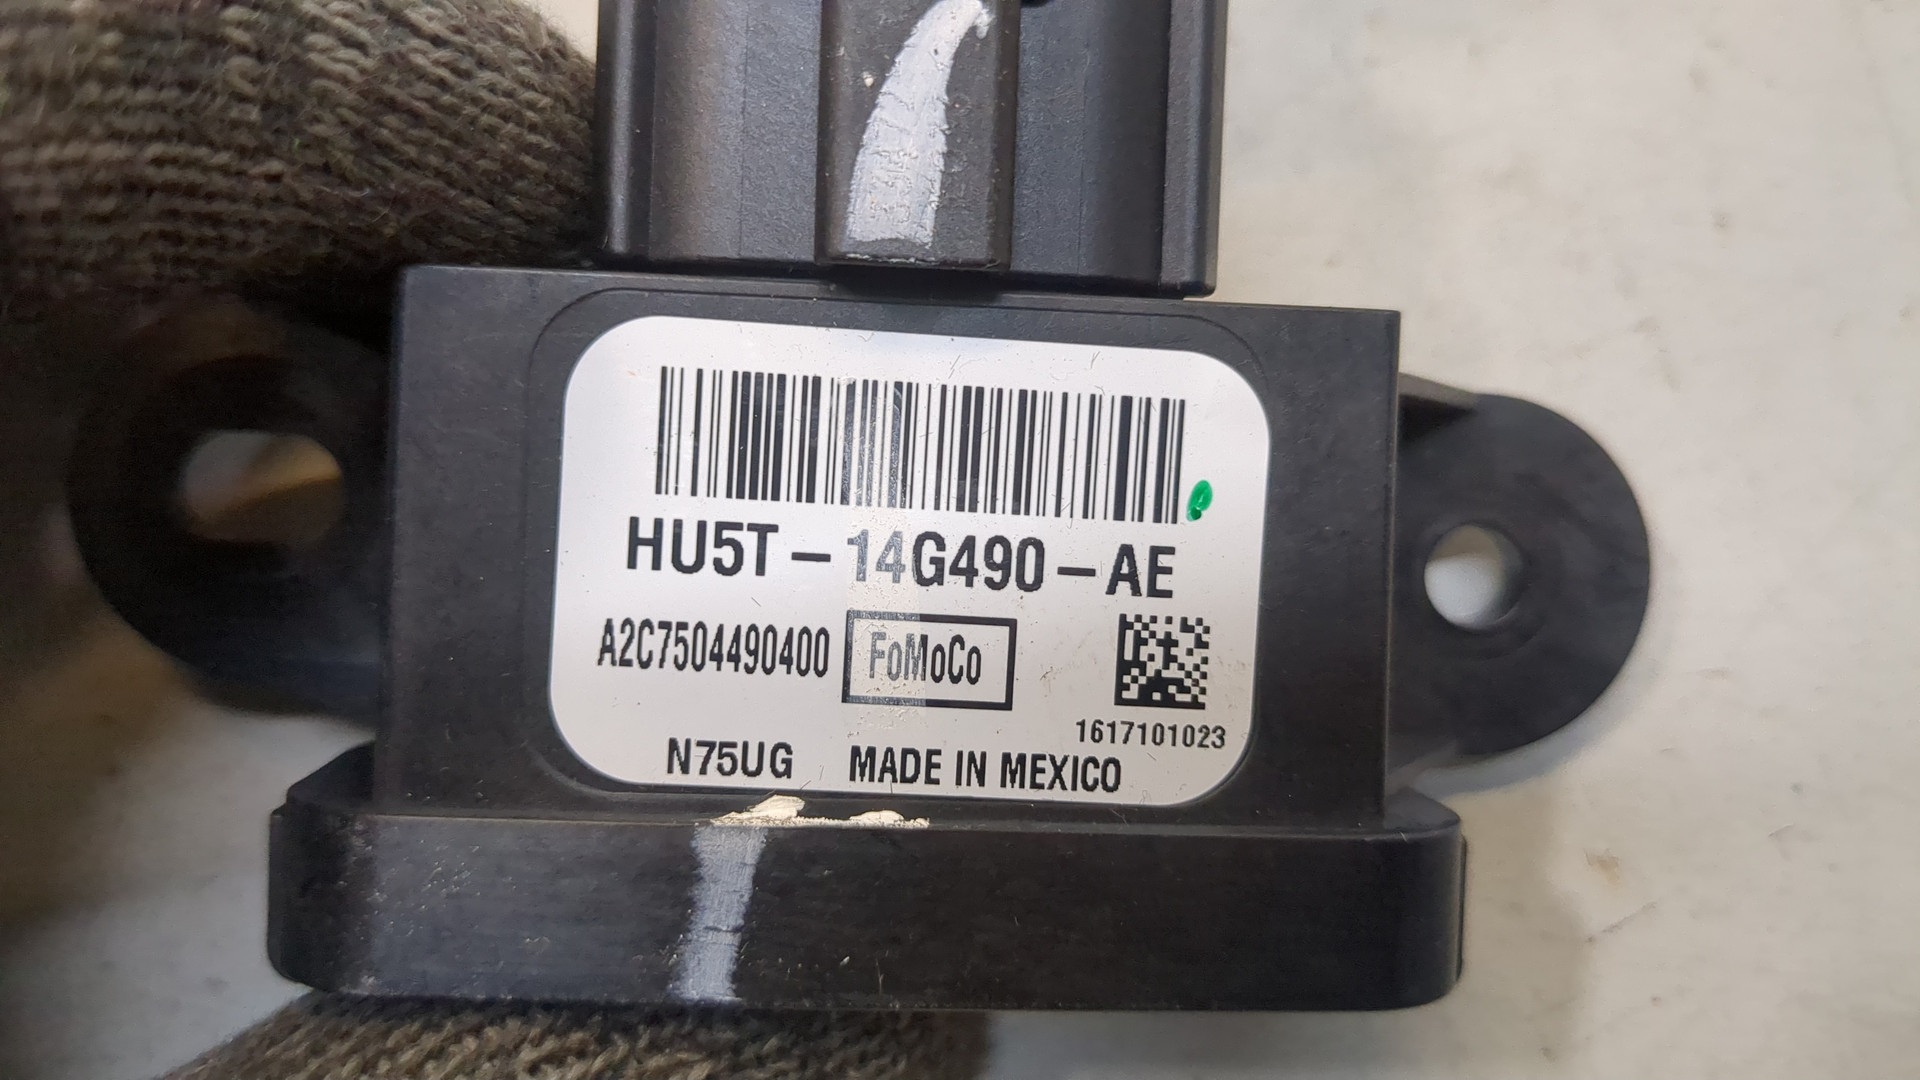 HU5T-14G490-AE
A2C7504490400 FoMoCo
1617101023
N75UG MADE IN MEXICO